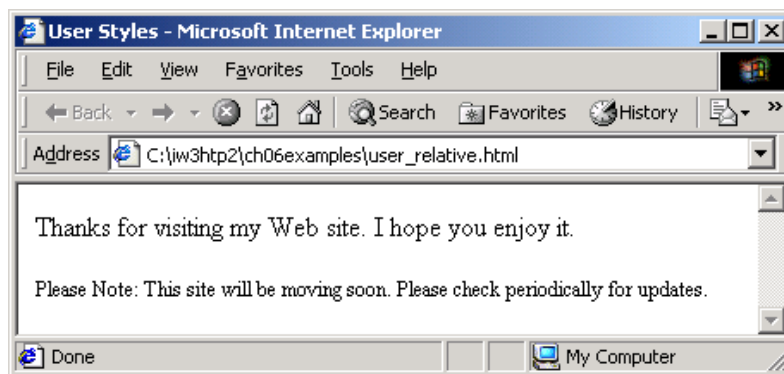 User Styles - Microsoft Internet Explorer
File Edit View Favorites Tools Help
Back Search Favorites History »
Address C:\iw3htp2\ch06examples\user_relative.html
Thanks for visiting my Web site. I hope you enjoy it.
Please Note: This site will be moving soon. Please check periodically for updates.
Done My Computer